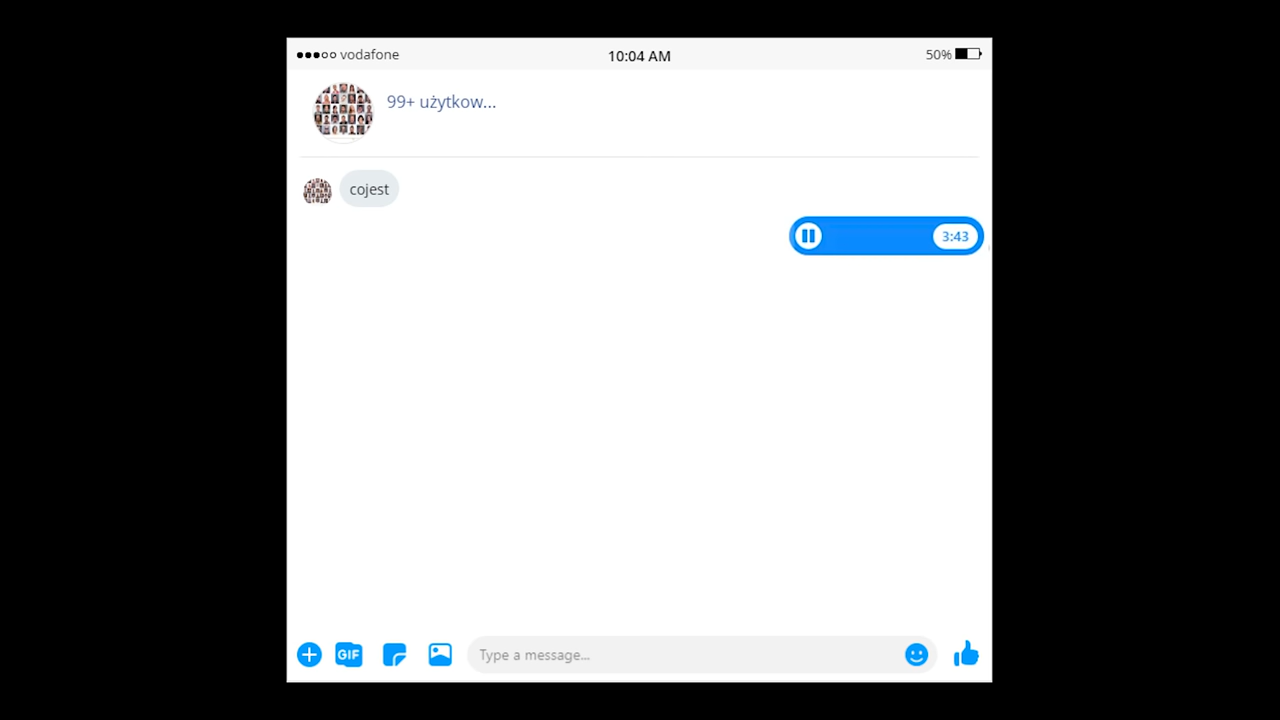 vodafone
10:04 AM
50%
99+ użytkow...
cojest
3:43
GIF
Type a message...